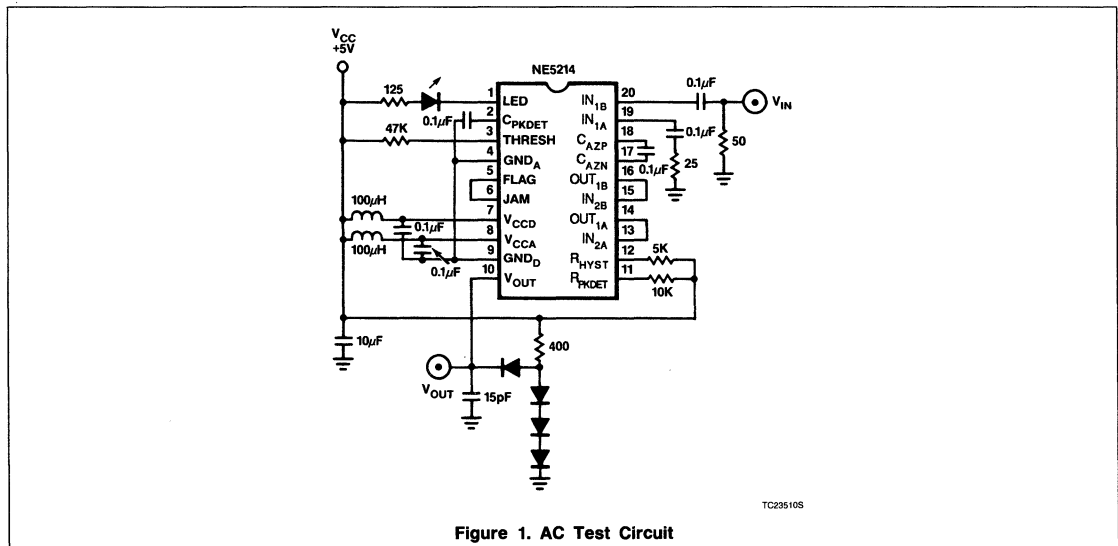 V_CC
+5V
NE5214
125
1
LED
0.1μF
2
C_PKDET
47K
3
THRESH
4
GND_A
5
FLAG
6
JAM
100μH
7
V_CCD
0.1μF
8
V_CCA
100μH
9
GND_D
0.1μF
10
V_OUT
IN_1B
20
0.1μF
V_IN
IN_1A
19
0.1μF
50
C_AZP
18
C_AZN
17
0.1μF
25
OUT_1B
16
IN_2B
15
OUT_1A
14
IN_2A
13
R_HYST
12
5K
R_PKDET
11
10K
10μF
400
V_OUT
15pF
TC23510S
Figure 1. AC Test Circuit